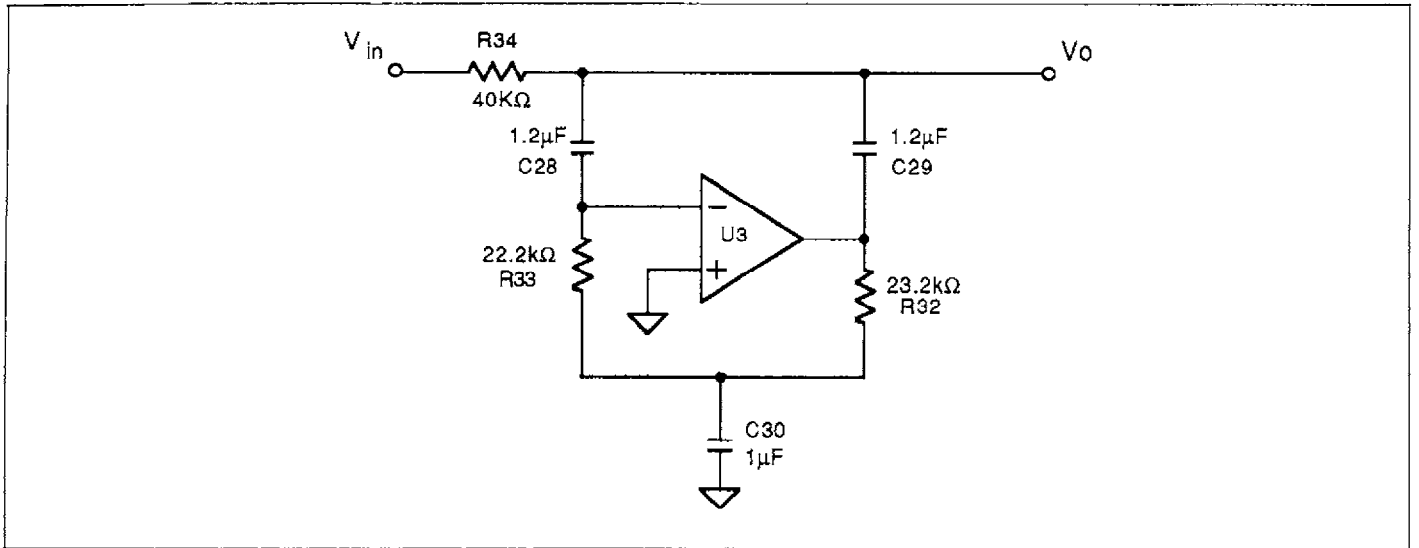 V in
R34
Vo
40KΩ
1.2µF
C28
1.2µF
C29
−
U3
+
22.2kΩ
R33
23.2kΩ
R32
C30
1µF